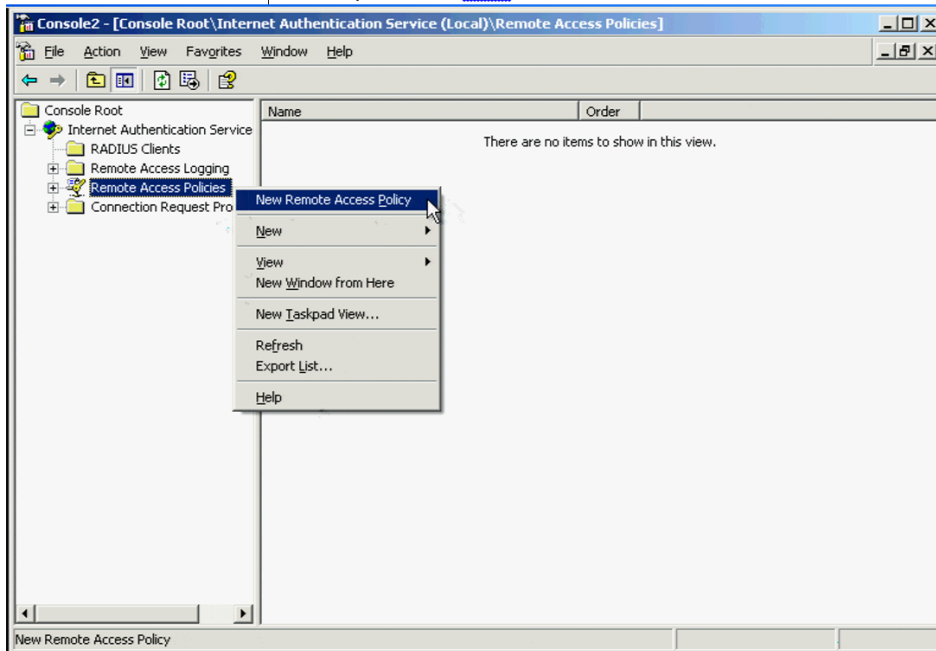 Console2 - [Console Root\Internet Authentication Service (Local)\Remote Access Policies]
File Action View Favorites Window Help
Console Root
Internet Authentication Service
RADIUS Clients
Remote Access Logging
Remote Access Policies
Connection Request Pro
Name Order
There are no items to show in this view.
New Remote Access Policy
New
View
New Window from Here
New Taskpad View...
Refresh
Export List...
Help
New Remote Access Policy